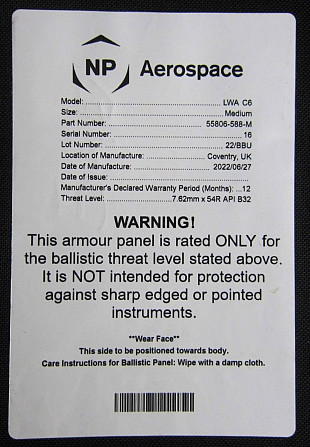 NP Aerospace
Model: LWA C6
Size: Medium
Part Number: 55806-588-M
Serial Number: 16
Lot Number: 22/BBU
Location of Manufacture: Coventry, UK
Date of Manufacture: 2022/06/27
Date of Issue:
Manufacturer's Declared Warranty Period (Months): 12
Threat Level: 7.62mm x 54R API B32
WARNING!
This armour panel is rated ONLY for
the ballistic threat level stated above.
It is NOT intended for protection
against sharp edged or pointed
instruments.
**Wear Face**
This side to be positioned towards body.
Care Instructions for Ballistic Panel: Wipe with a damp cloth.